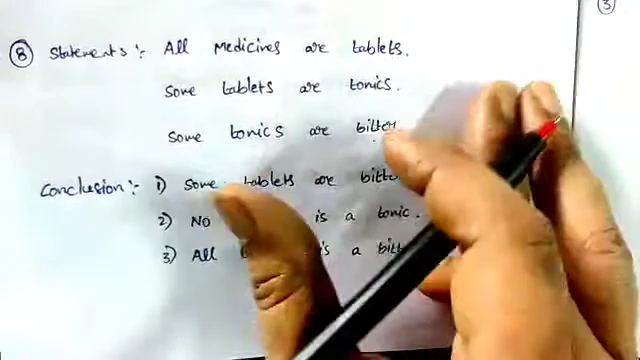 (3)
(8) Statements :- All Medicines are tablets.
Some tablets are tonics.
Some tonics are
Conclusion :- 1) Some tablets are
2) No is a tonic.
3) All is a